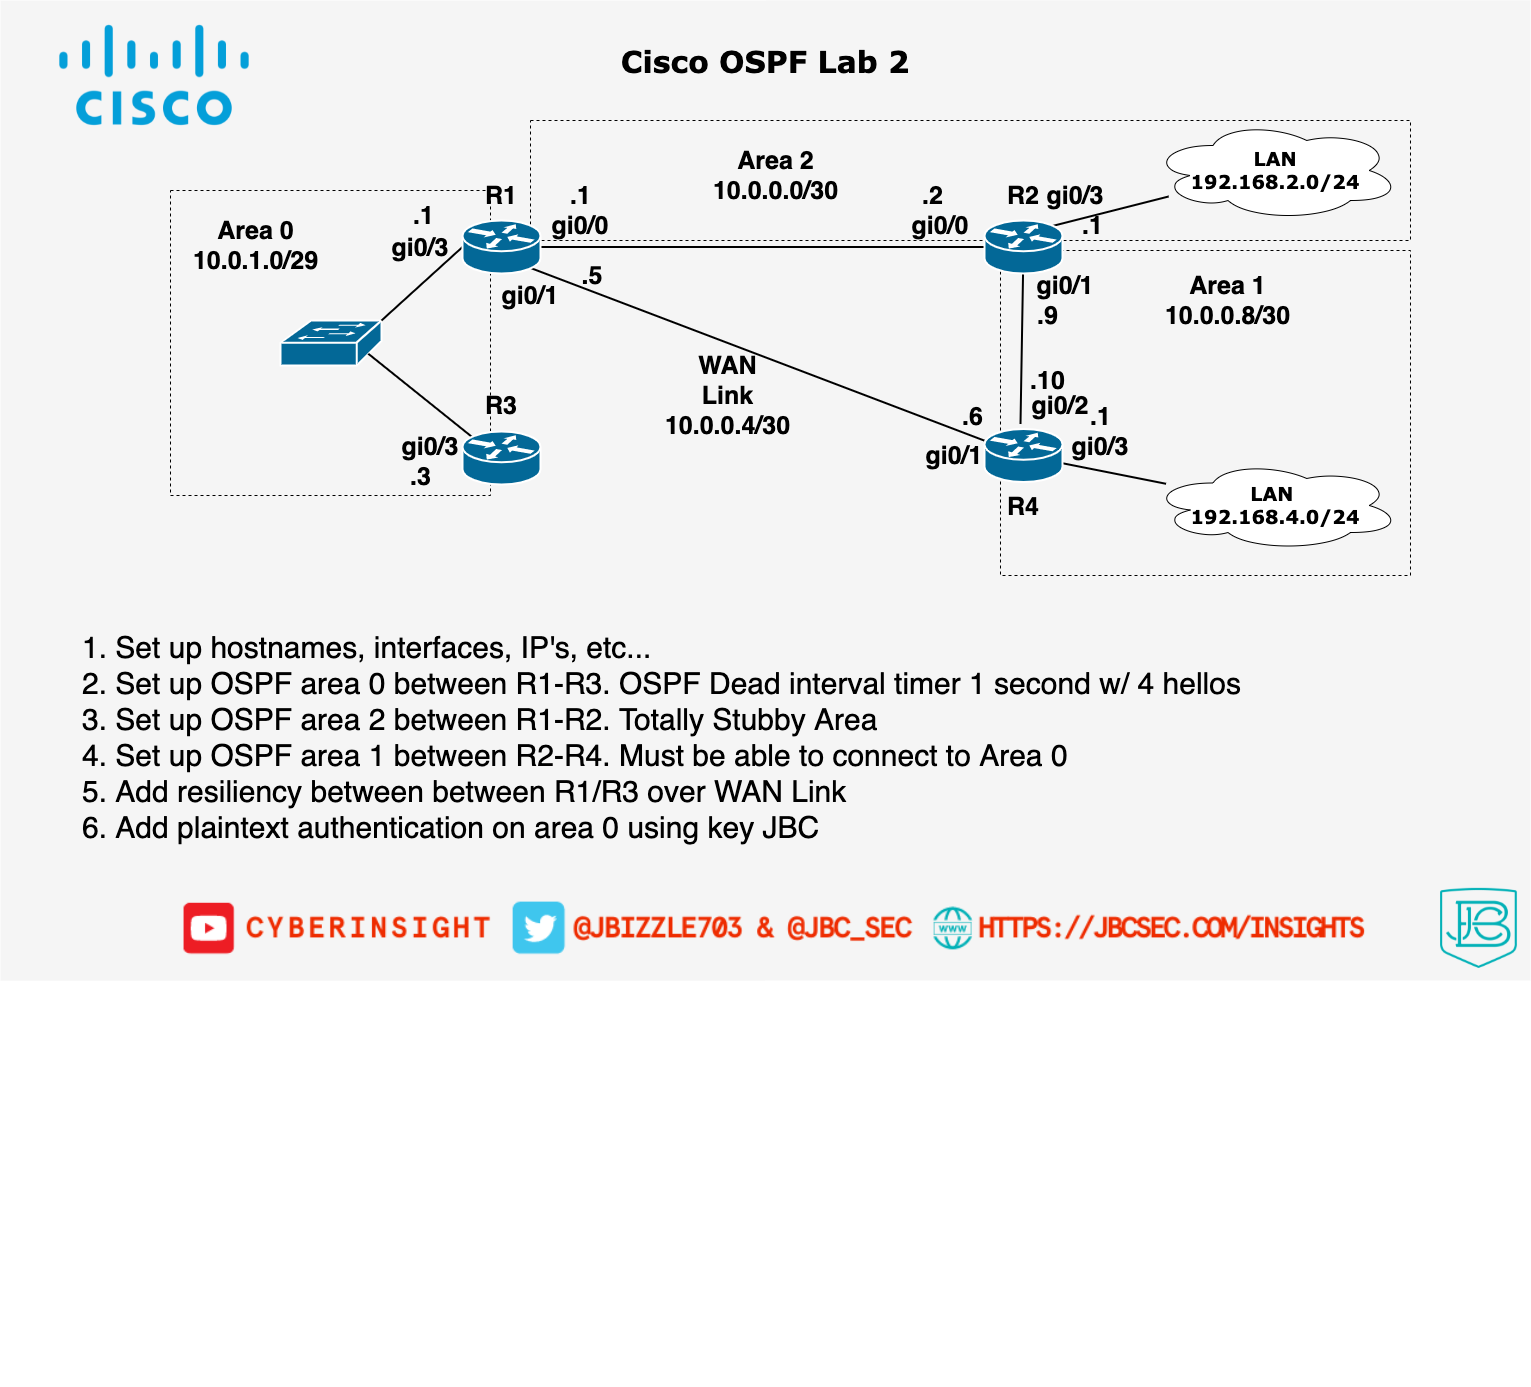 CISCO
Cisco OSPF Lab 2
Area 2
10.0.0.0/30
LAN
192.168.2.0/24
R1
.1
gi0/0
.2
gi0/0
R2 gi0/3
.1
Area 0
10.0.1.0/29
.1
gi0/3
gi0/1
.5
gi0/1
.9
Area 1
10.0.0.8/30
WAN
Link
10.0.0.4/30
.10
gi0/2
.1
gi0/3
.6
gi0/1
R3
gi0/3
.3
R4
LAN
192.168.4.0/24
1. Set up hostnames, interfaces, IP's, etc...
2. Set up OSPF area 0 between R1-R3. OSPF Dead interval timer 1 second w/ 4 hellos
3. Set up OSPF area 2 between R1-R2. Totally Stubby Area
4. Set up OSPF area 1 between R2-R4. Must be able to connect to Area 0
5. Add resiliency between between R1/R3 over WAN Link
6. Add plaintext authentication on area 0 using key JBC
CYBERINSIGHT
@JBIZZLE703 & @JBC_SEC
WWW
HTTPS://JBCSEC.COM/INSIGHTS
JBC